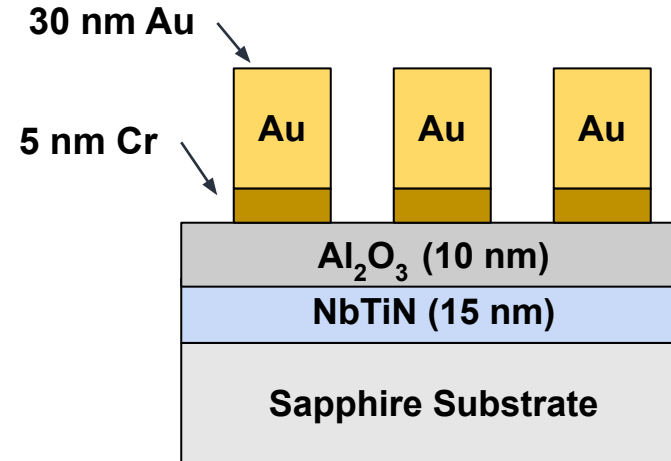 30 nm Au
Au Au Au
5 nm Cr
Al₂O₃ (10 nm)
NbTiN (15 nm)
Sapphire Substrate